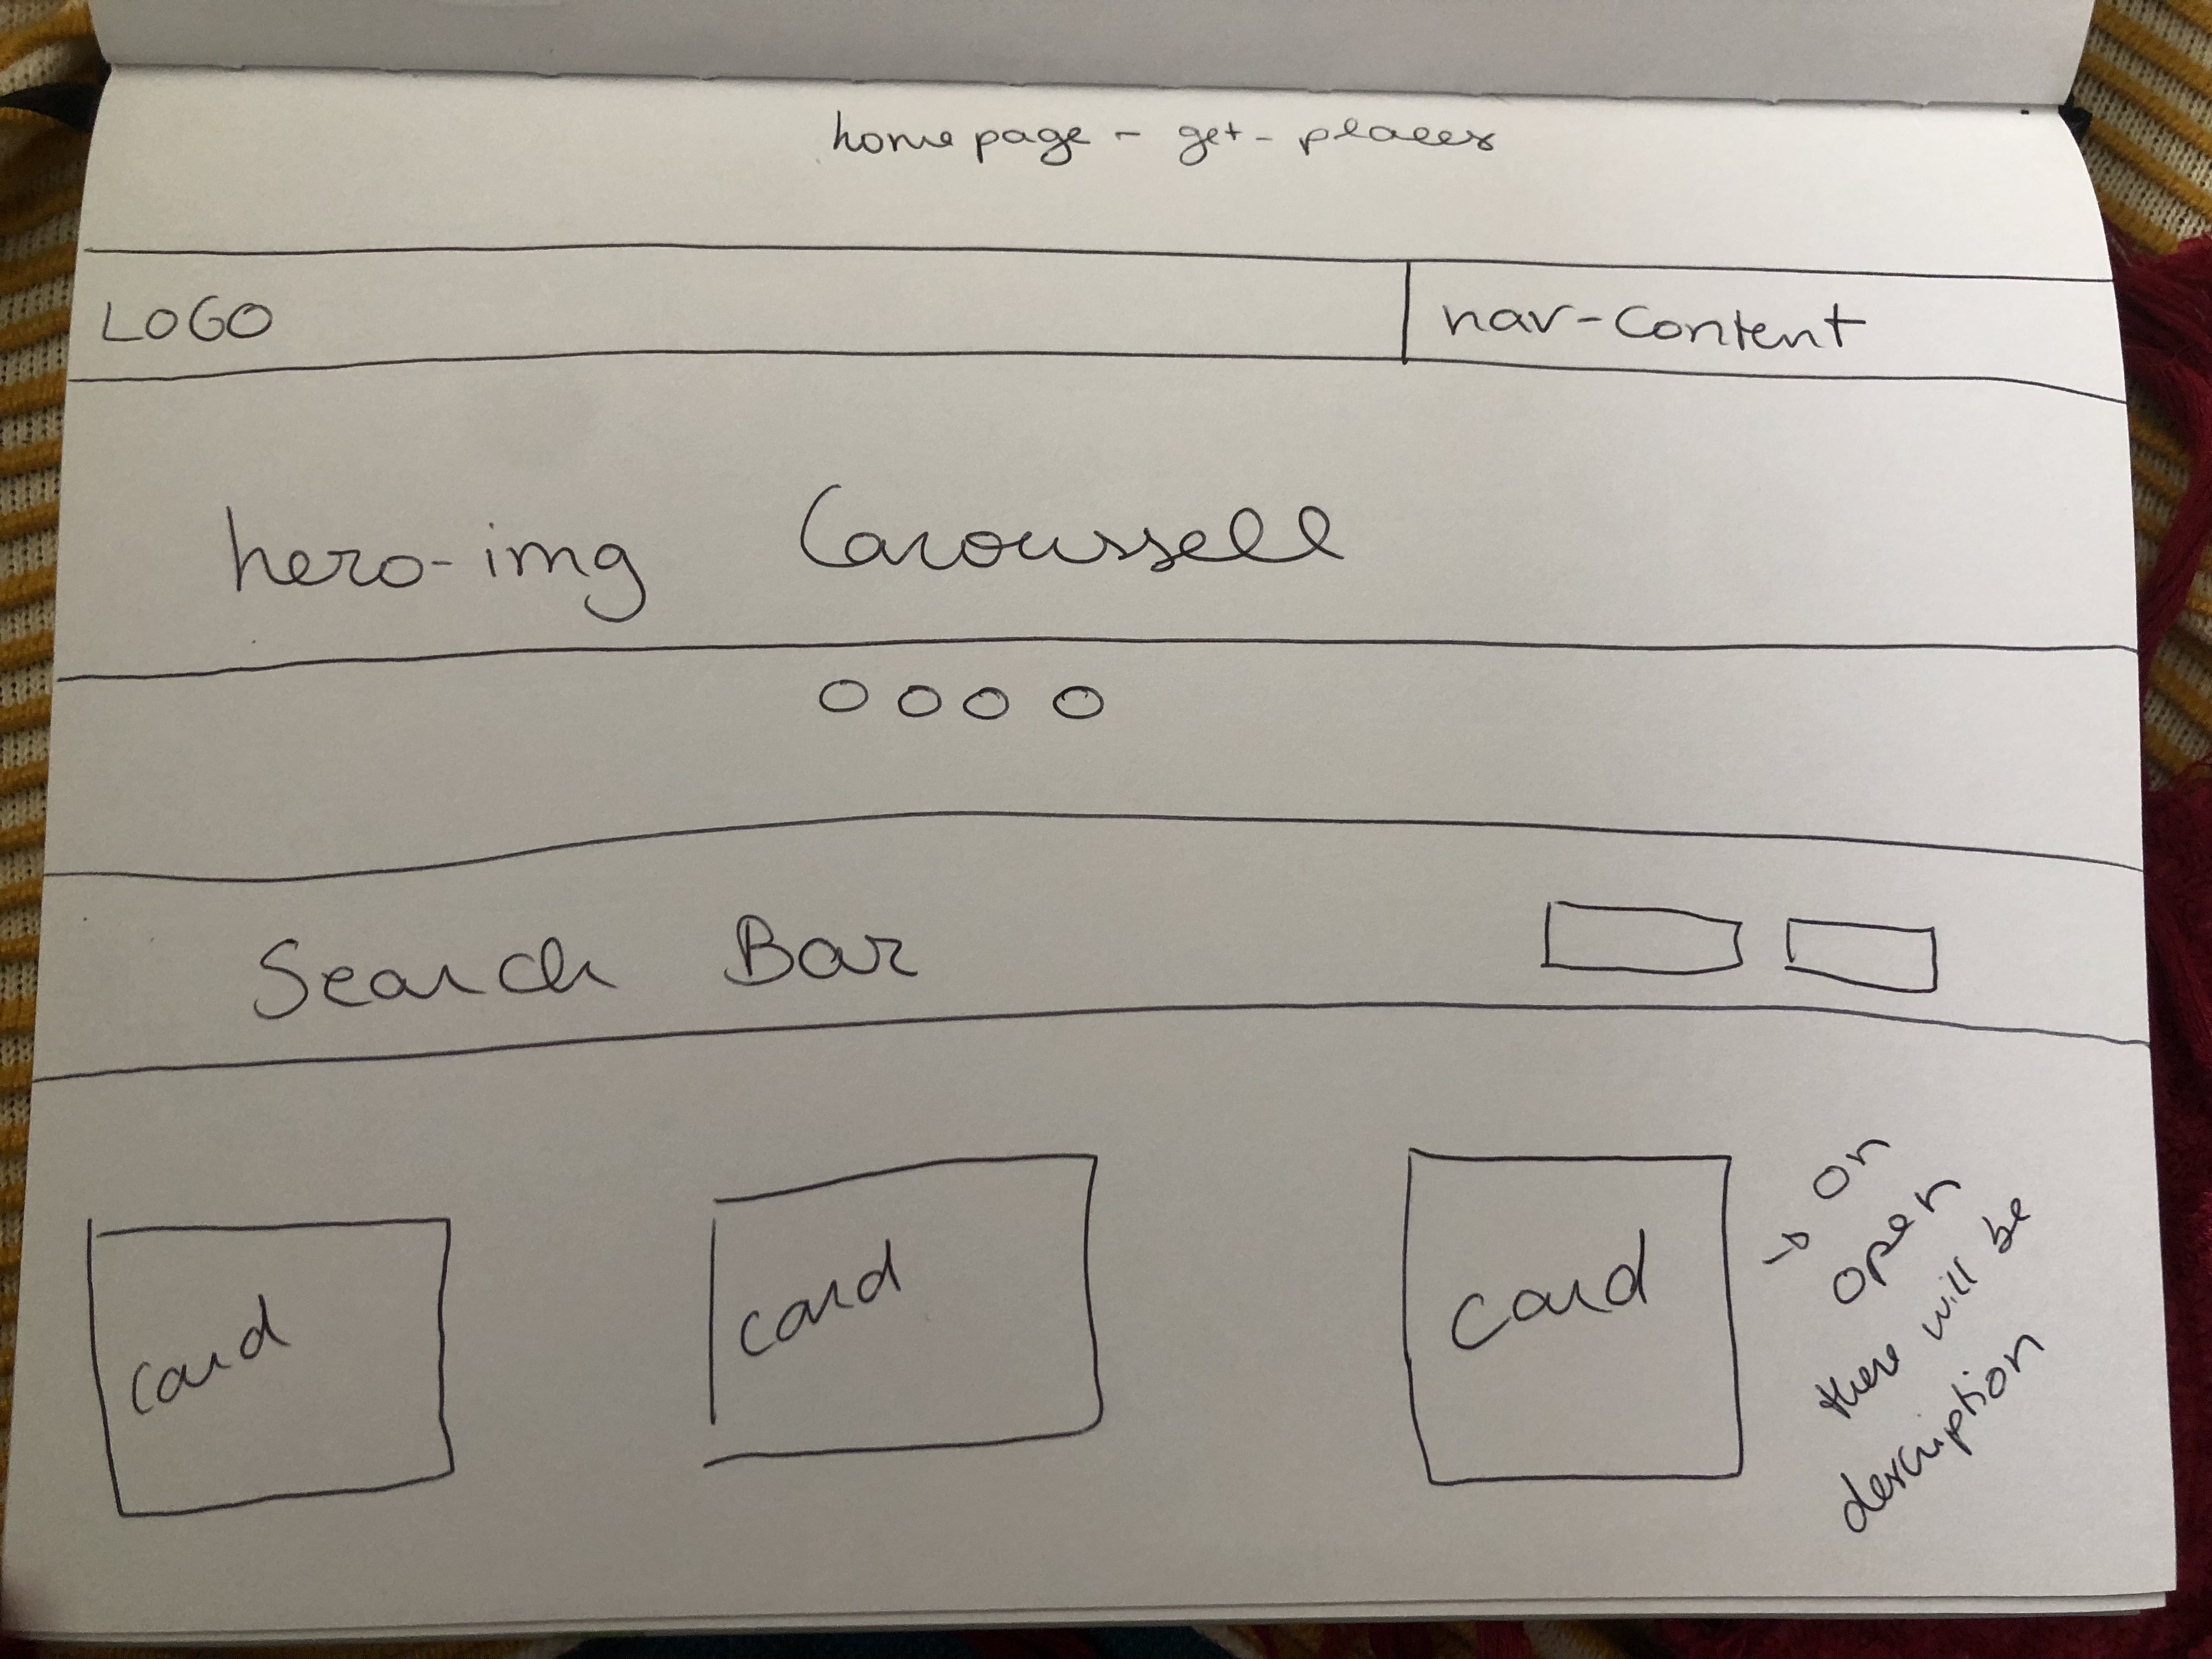 home page - get-places
LOGO
nav-content
hero-img Caroussell
Search Bar
card
card
card
→ on
open
there will be
description